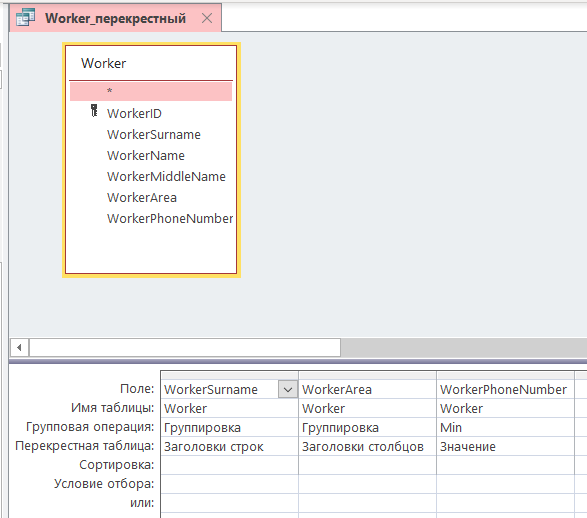 Worker_перекрестный
Worker
*
WorkerID
WorkerSurname
WorkerName
WorkerMiddleName
WorkerArea
WorkerPhoneNumber
Поле: WorkerSurname WorkerArea WorkerPhoneNumber
Имя таблицы: Worker Worker Worker
Групповая операция: Группировка Группировка Min
Перекрестная таблица: Заголовки строк Заголовки столбцов Значение
Сортировка:
Условие отбора:
или: